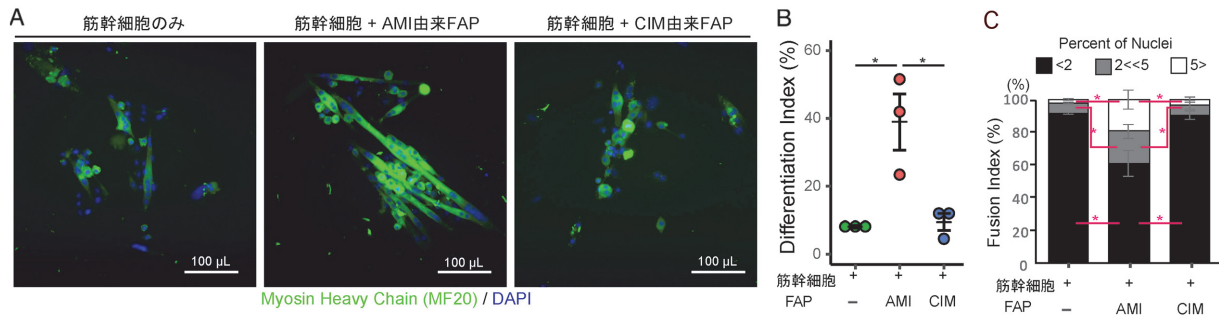 A
筋幹細胞のみ
筋幹細胞 + AMI由来FAP
筋幹細胞 + CIM由来FAP
100 µL
100 µL
100 µL
Myosin Heavy Chain (MF20) / DAPI
B
Differentiation Index (%)
60
40
20
0
*
*
筋幹細胞
+
+
+
FAP
–
AMI
CIM
C
Percent of Nuclei
<2
2<<5
5>
(%)
Fusion Index (%)
100
80
60
40
20
0
*
*
*
*
*
*
筋幹細胞
+
+
+
FAP
–
AMI
CIM